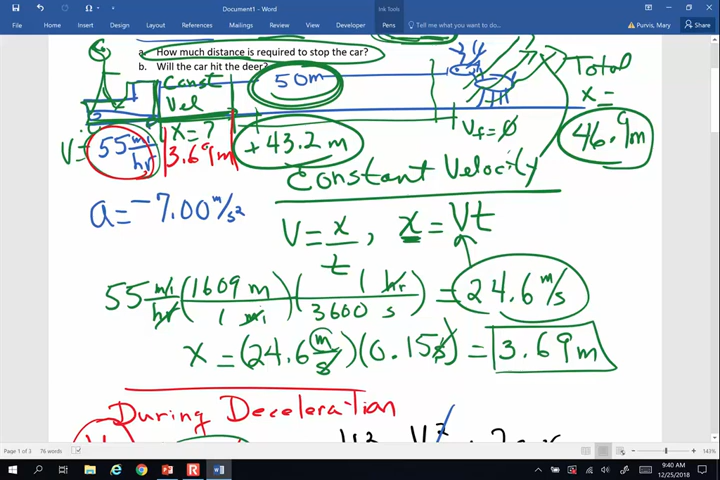 Document1 - Word
Ink Tools
Purvis, Mary
File Home Insert Design Layout References Mailings Review View Developer Pens Tell me what you want to do Share
a. How much distance is required to stop the car?
b. Will the car hit the deer?
Const
Vel
50m
Total
x =
46.9m
V= 55 mi/hr
x = ?
3.69m
+43.2 m
Vf=0
Constant Velocity
a= -7.00 m/s²
V = x/t , x = Vt
55 mi/hr (1609 m / 1 mi) (1 hr / 3600 s) = 24.6 m/s
x = (24.6 m/s)(0.15s) = 3.69m
During Deceleration
Page 1 of 3 76 words
143%
9:40 AM
12/25/2018